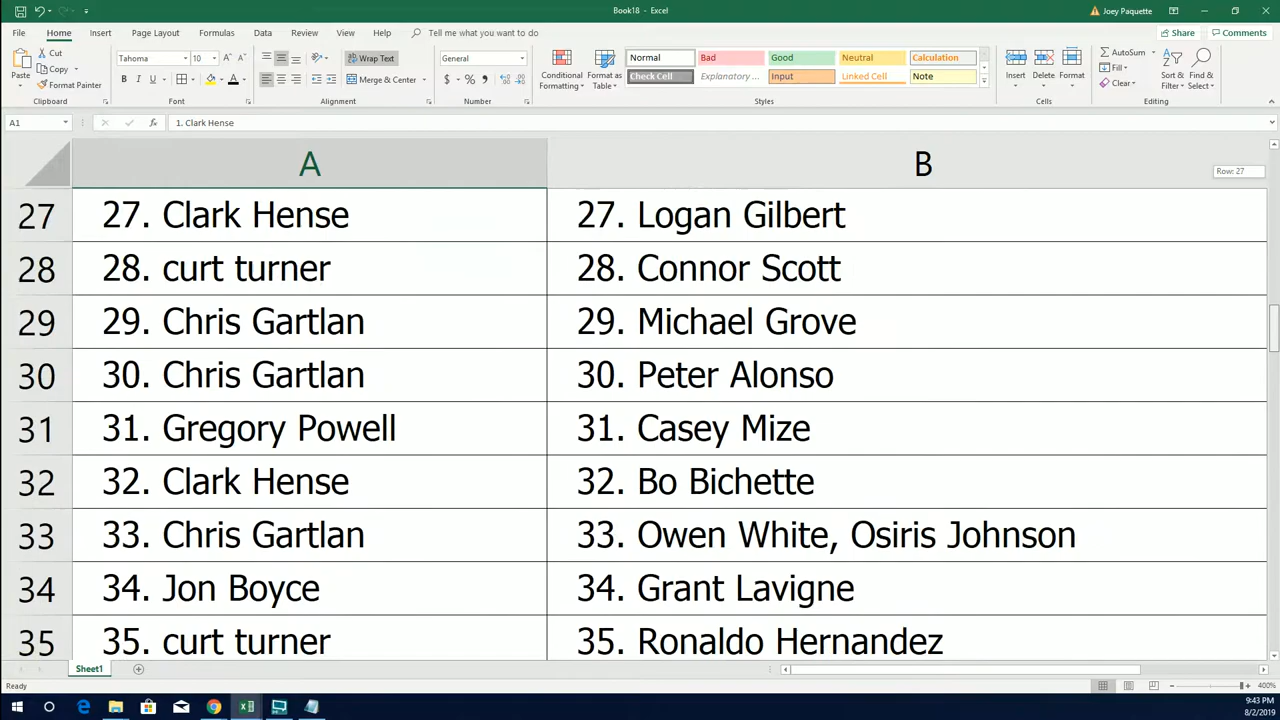 Book18 - Excel
Joey Paquette
File Home Insert Page Layout Formulas Data Review View Help Tell me what you want to do
Share Comments
Paste
Cut
Copy
Format Painter
Clipboard
Tahoma 10
B I U
Font
Wrap Text
Merge & Center
Alignment
General
$ % ,
Number
Conditional Formatting
Format as Table
Normal Bad Good Neutral Calculation
Check Cell Explanatory ... Input Linked Cell Note
Styles
Insert Delete Format
Cells
AutoSum
Fill
Clear
Sort & Filter
Find & Select
Editing
A1 fx 1. Clark Hense
A B
Row: 27
27 27. Clark Hense 27. Logan Gilbert
28 28. curt turner 28. Connor Scott
29 29. Chris Gartlan 29. Michael Grove
30 30. Chris Gartlan 30. Peter Alonso
31 31. Gregory Powell 31. Casey Mize
32 32. Clark Hense 32. Bo Bichette
33 33. Chris Gartlan 33. Owen White, Osiris Johnson
34 34. Jon Boyce 34. Grant Lavigne
35 35. curt turner 35. Ronaldo Hernandez
Sheet1
Ready
400%
9:43 PM
8/2/2019